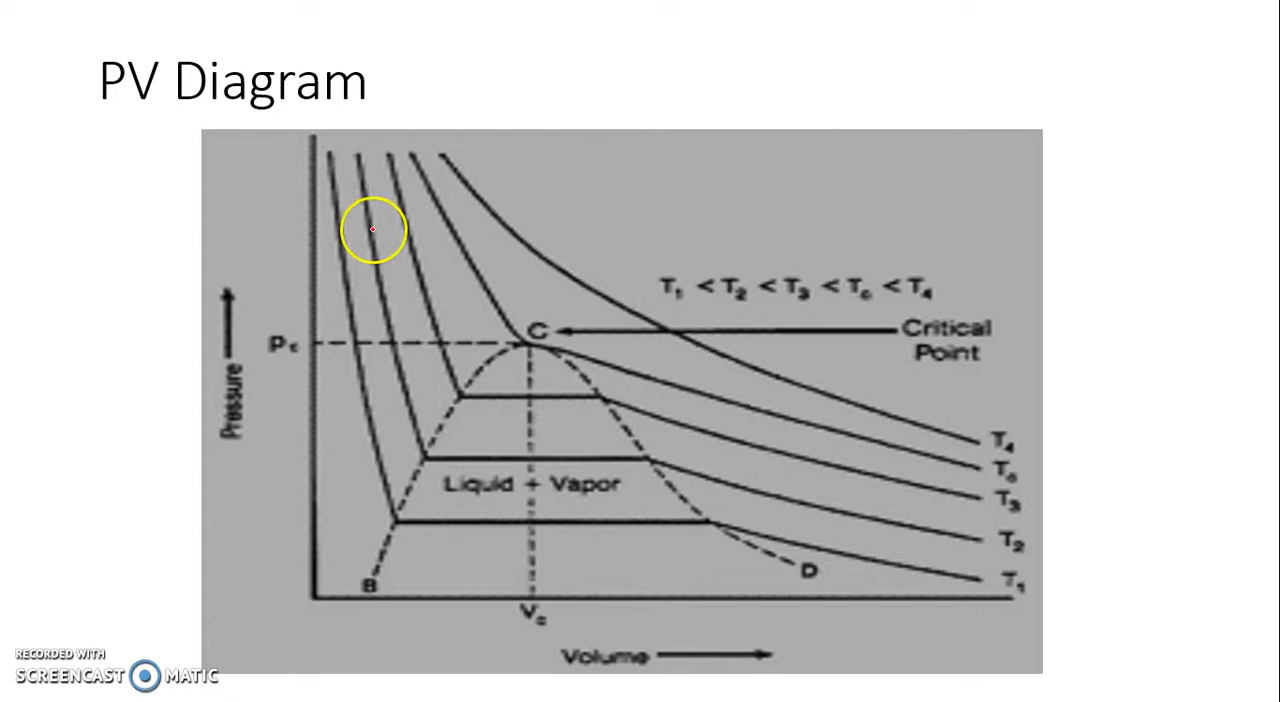 PV Diagram
T₁ < T₂ < T₃ < T꜀ < T₄
C
Critical
Point
P꜀
Pressure
T₄
T꜀
T₃
Liquid + Vapor
T₂
D
T₁
B
V꜀
Volume
RECORDED WITH
SCREENCAST MATIC